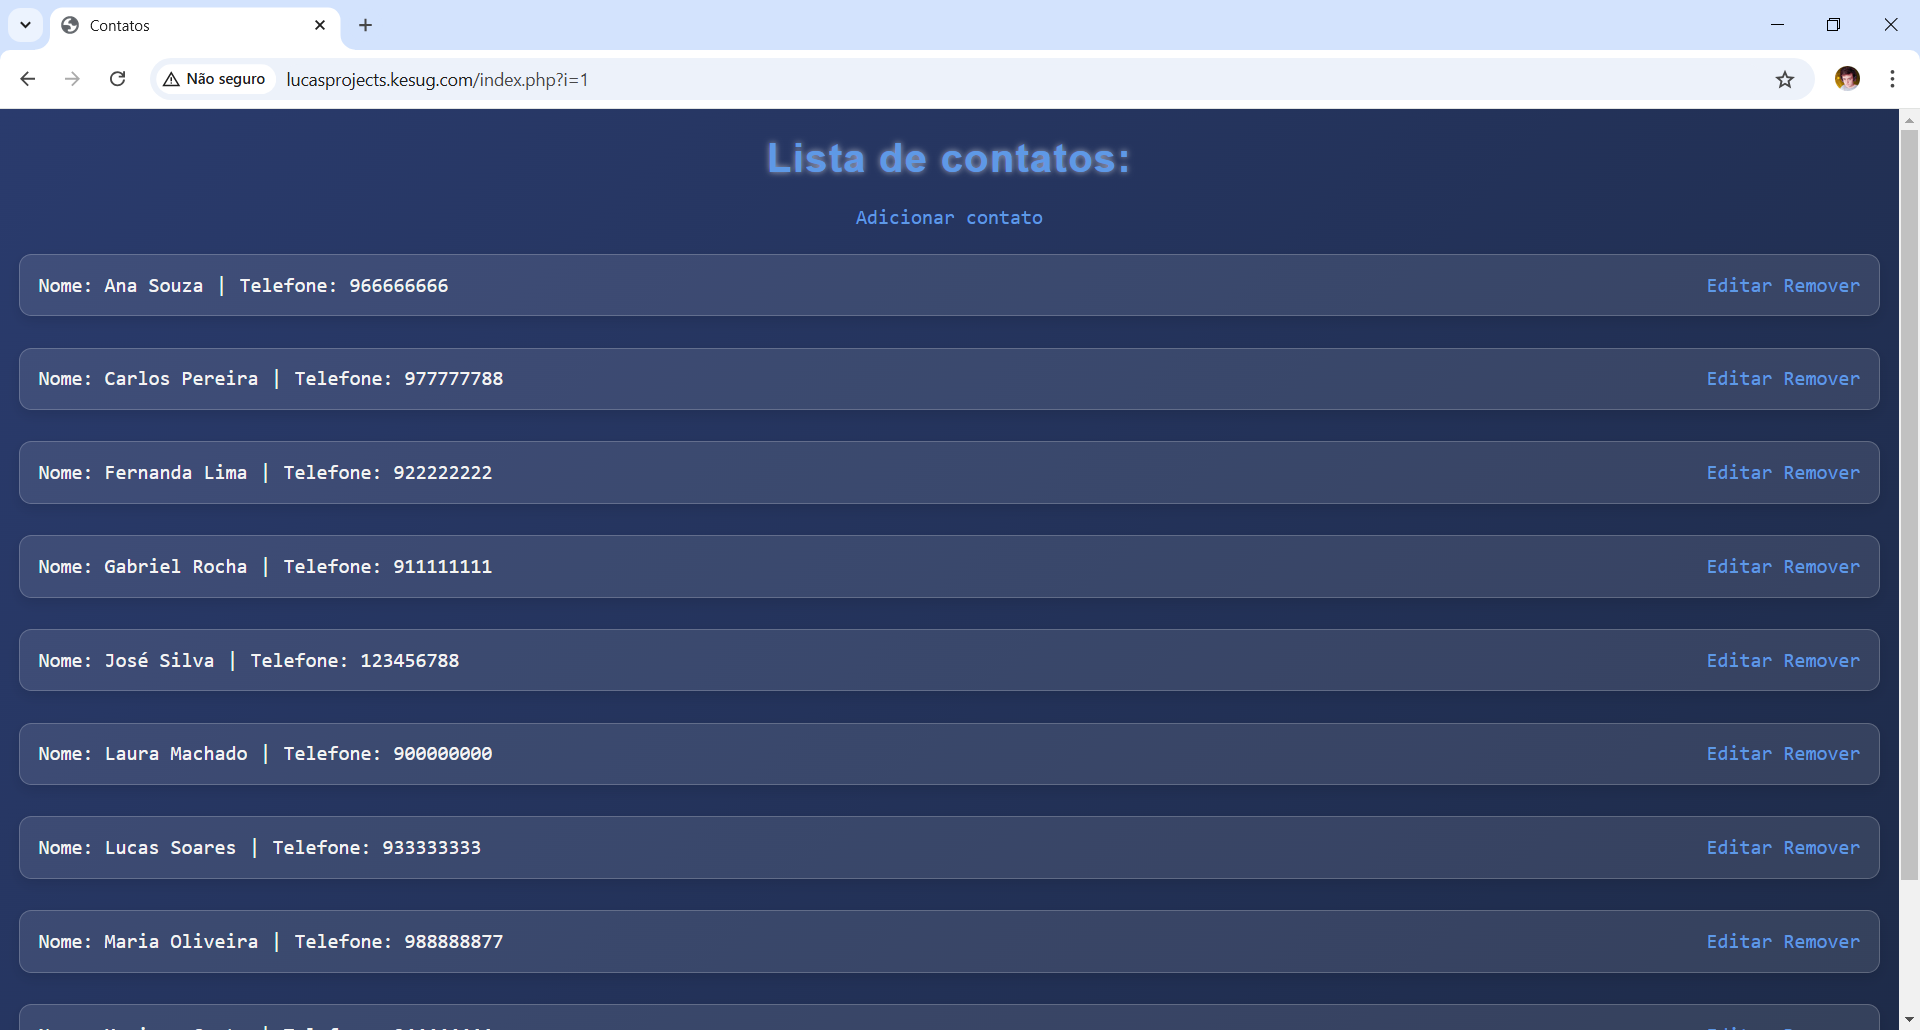 Contatos
Não seguro lucasprojects.kesug.com/index.php?i=1
Lista de contatos:
Adicionar contato
Nome: Ana Souza | Telefone: 966666666 Editar Remover
Nome: Carlos Pereira | Telefone: 977777788 Editar Remover
Nome: Fernanda Lima | Telefone: 922222222 Editar Remover
Nome: Gabriel Rocha | Telefone: 911111111 Editar Remover
Nome: José Silva | Telefone: 123456788 Editar Remover
Nome: Laura Machado | Telefone: 900000000 Editar Remover
Nome: Lucas Soares | Telefone: 933333333 Editar Remover
Nome: Maria Oliveira | Telefone: 988888877 Editar Remover